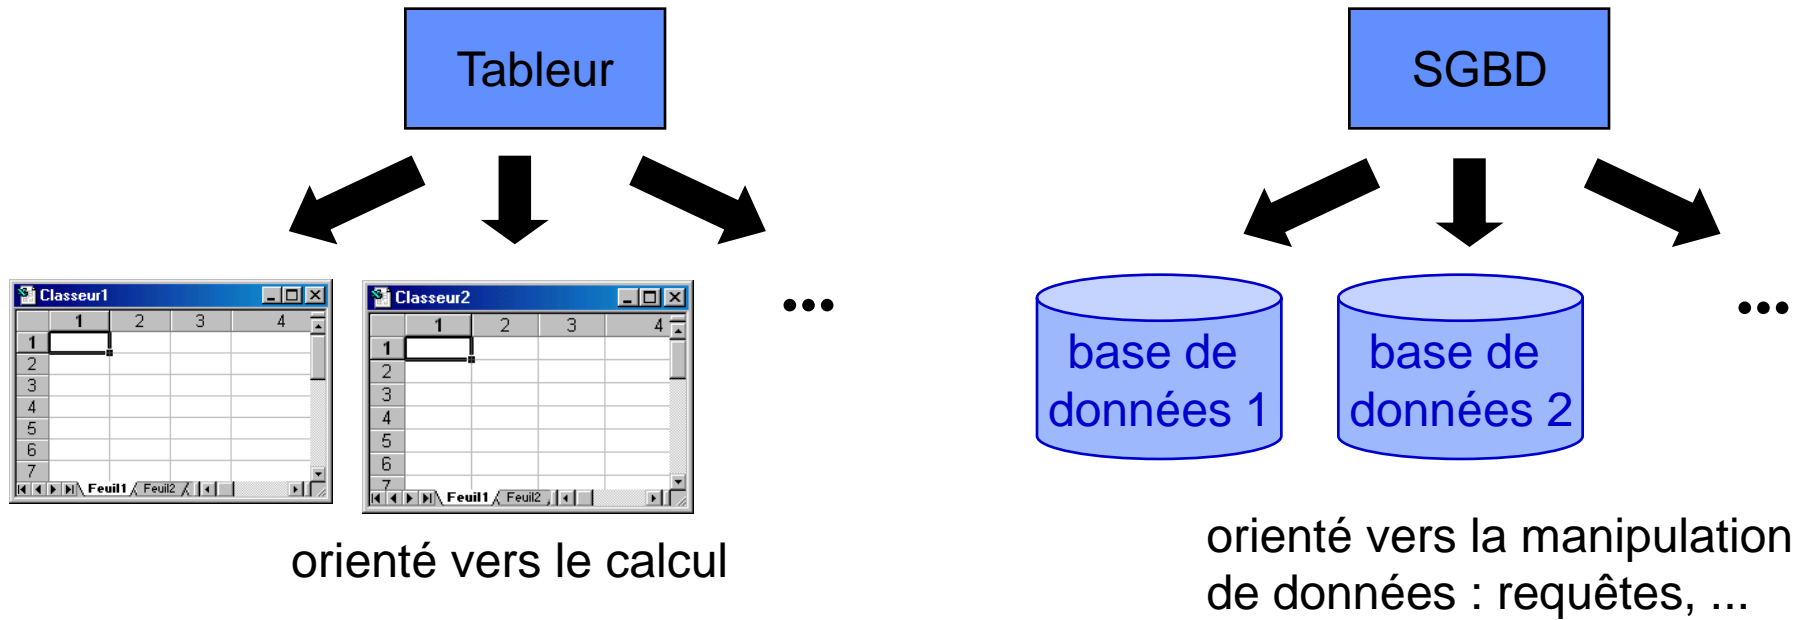 Tableur
SGBD
Classeur1
1 2 3 4
1
2
3
4
5
6
7
Feuil1 Feuil2
Classeur2
1 2 3 4
1
2
3
4
5
6
7
Feuil1 Feuil2
...
base de
données 1
base de
données 2
...
orienté vers le calcul
orienté vers la manipulation
de données : requêtes, ...